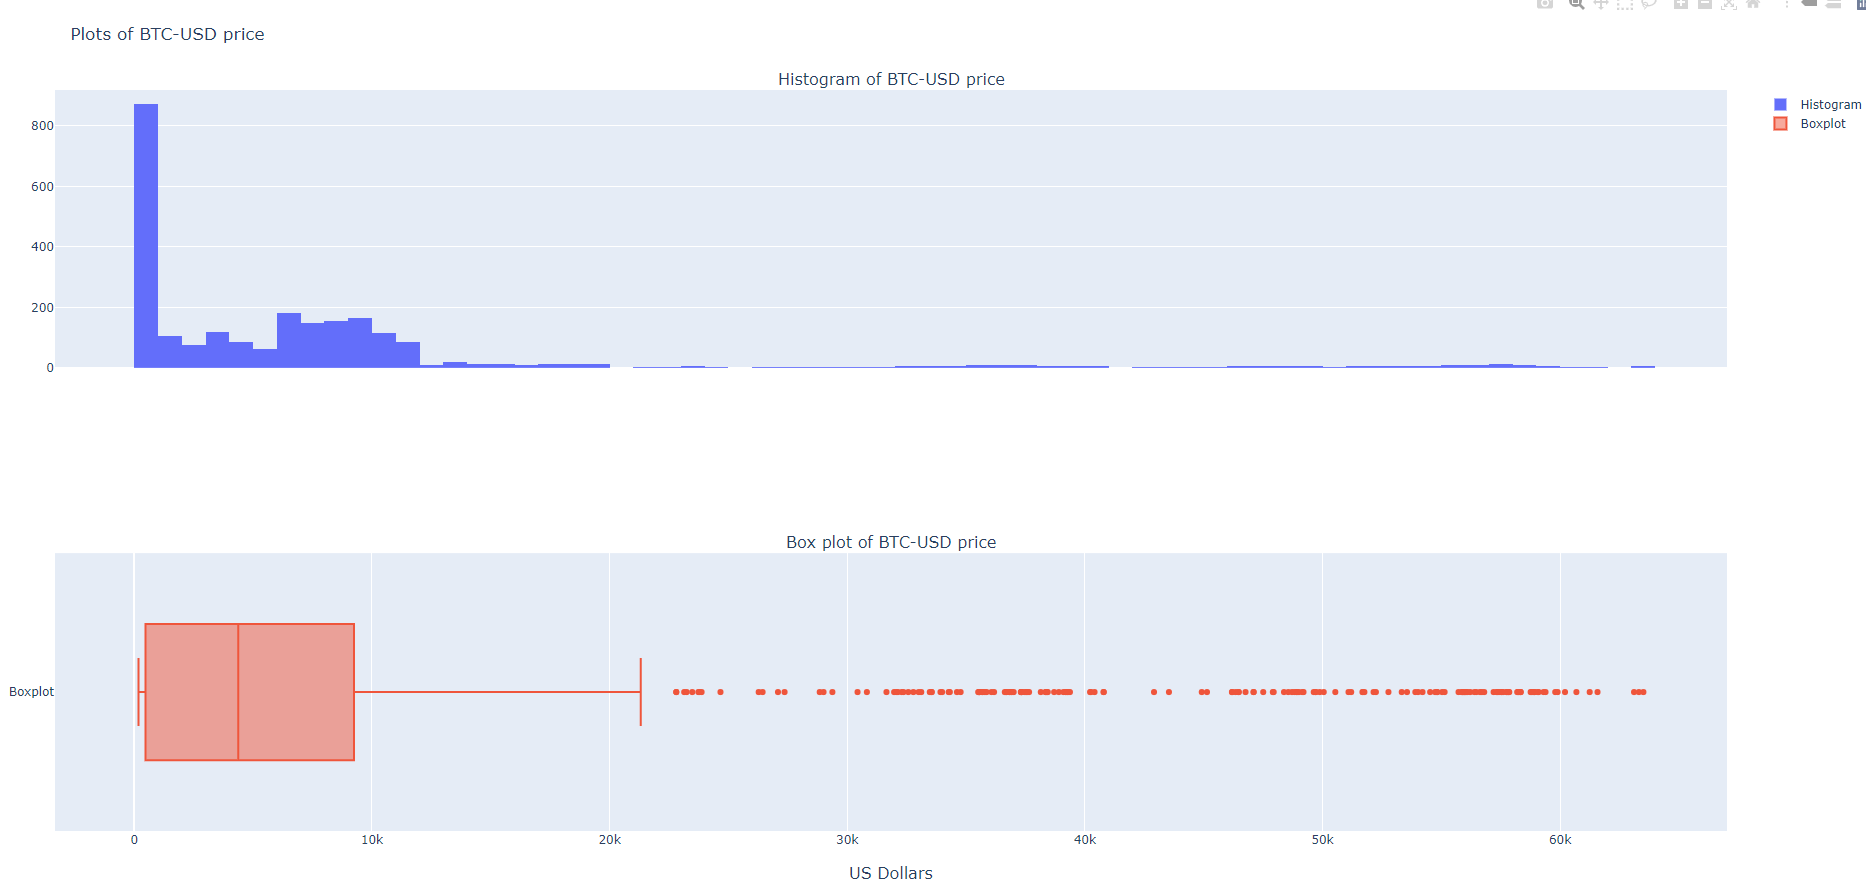 Plots of BTC-USD price
Histogram of BTC-USD price
Histogram
Boxplot
800
600
400
200
0
Box plot of BTC-USD price
Boxplot
0 10k 20k 30k 40k 50k 60k
US Dollars